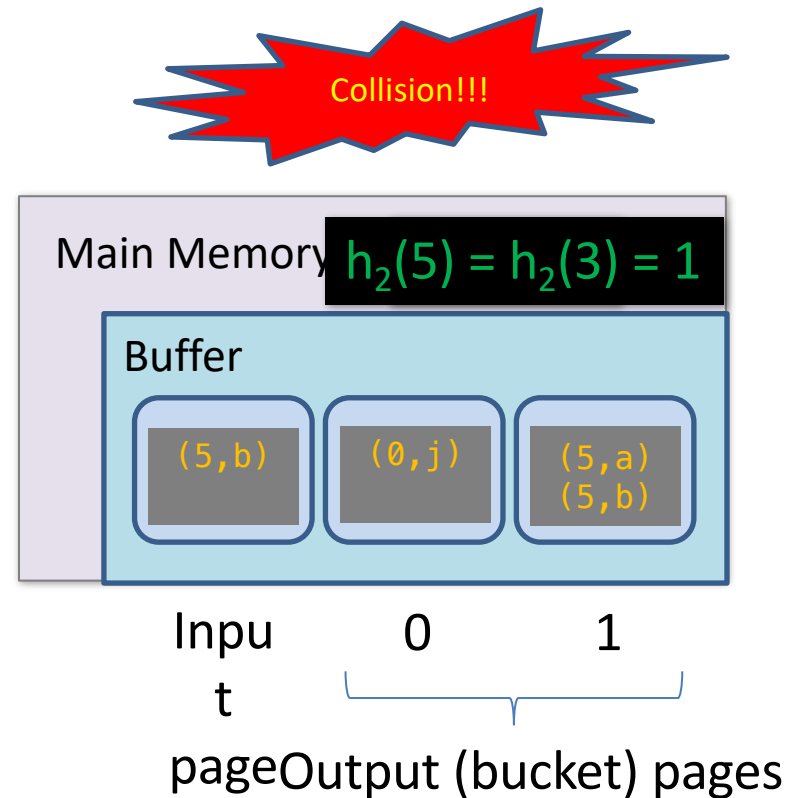 Collision!!!
Main Memory
h₂(5) = h₂(3) = 1
Buffer
(5,b)
(0,j)
(5,a)
(5,b)
Inpu
t
page
0
1
Output (bucket) pages